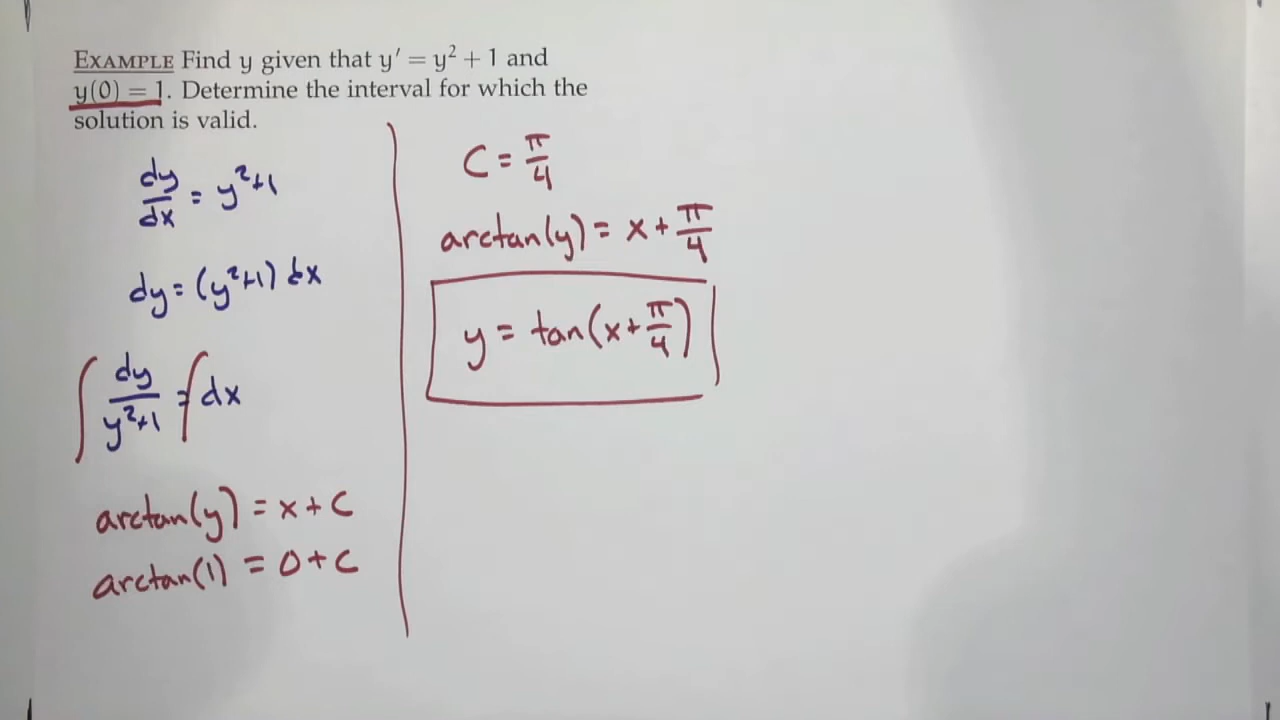 EXAMPLE Find y given that y′ = y² + 1 and
y(0) = 1. Determine the interval for which the
solution is valid.
dy/dx = y²+1
dy = (y²+1) dx
∫ dy/y²+1 = ∫ dx
arctan(y) = x + C
arctan(1) = 0 + C
C = π/4
arctan(y) = x + π/4
y = tan(x + π/4)